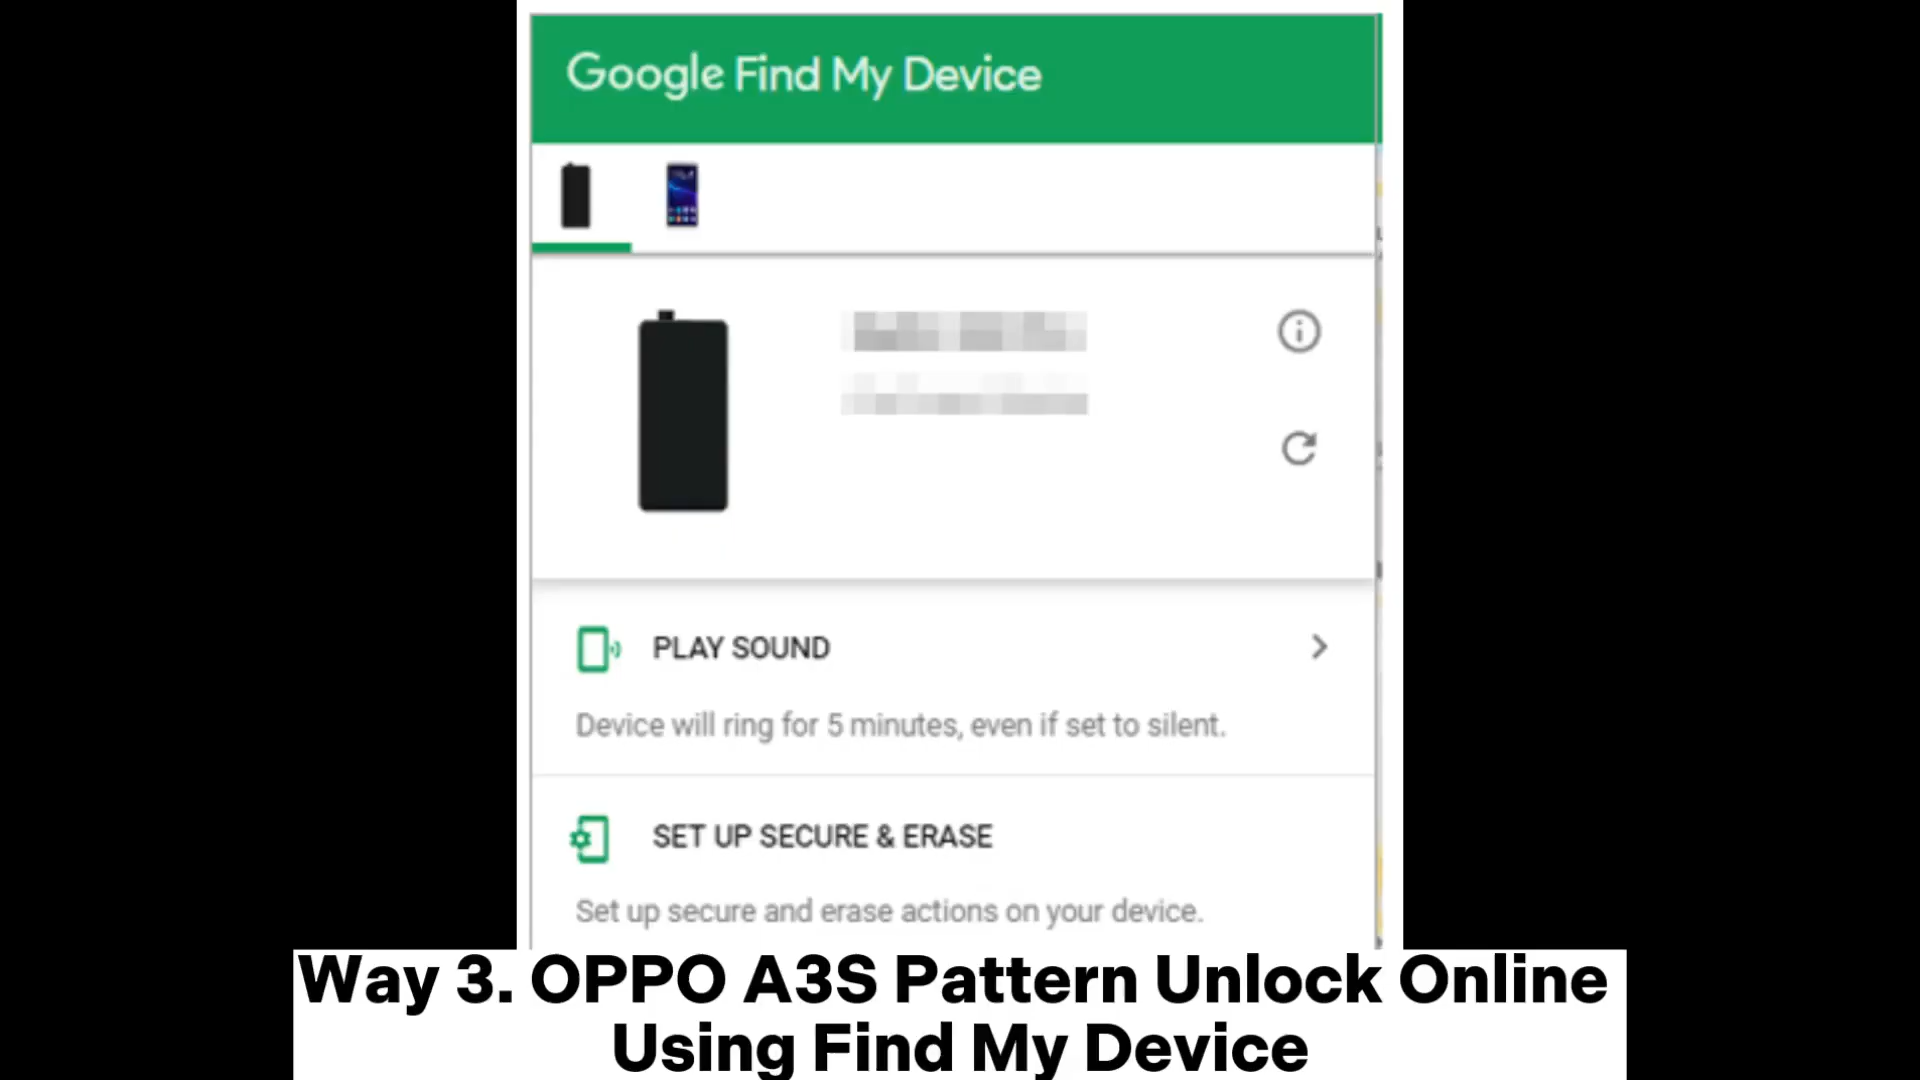 Google Find My Device
PLAY SOUND
Device will ring for 5 minutes, even if set to silent.
SET UP SECURE & ERASE
Set up secure and erase actions on your device.
Way 3. OPPO A3S Pattern Unlock Online
Using Find My Device